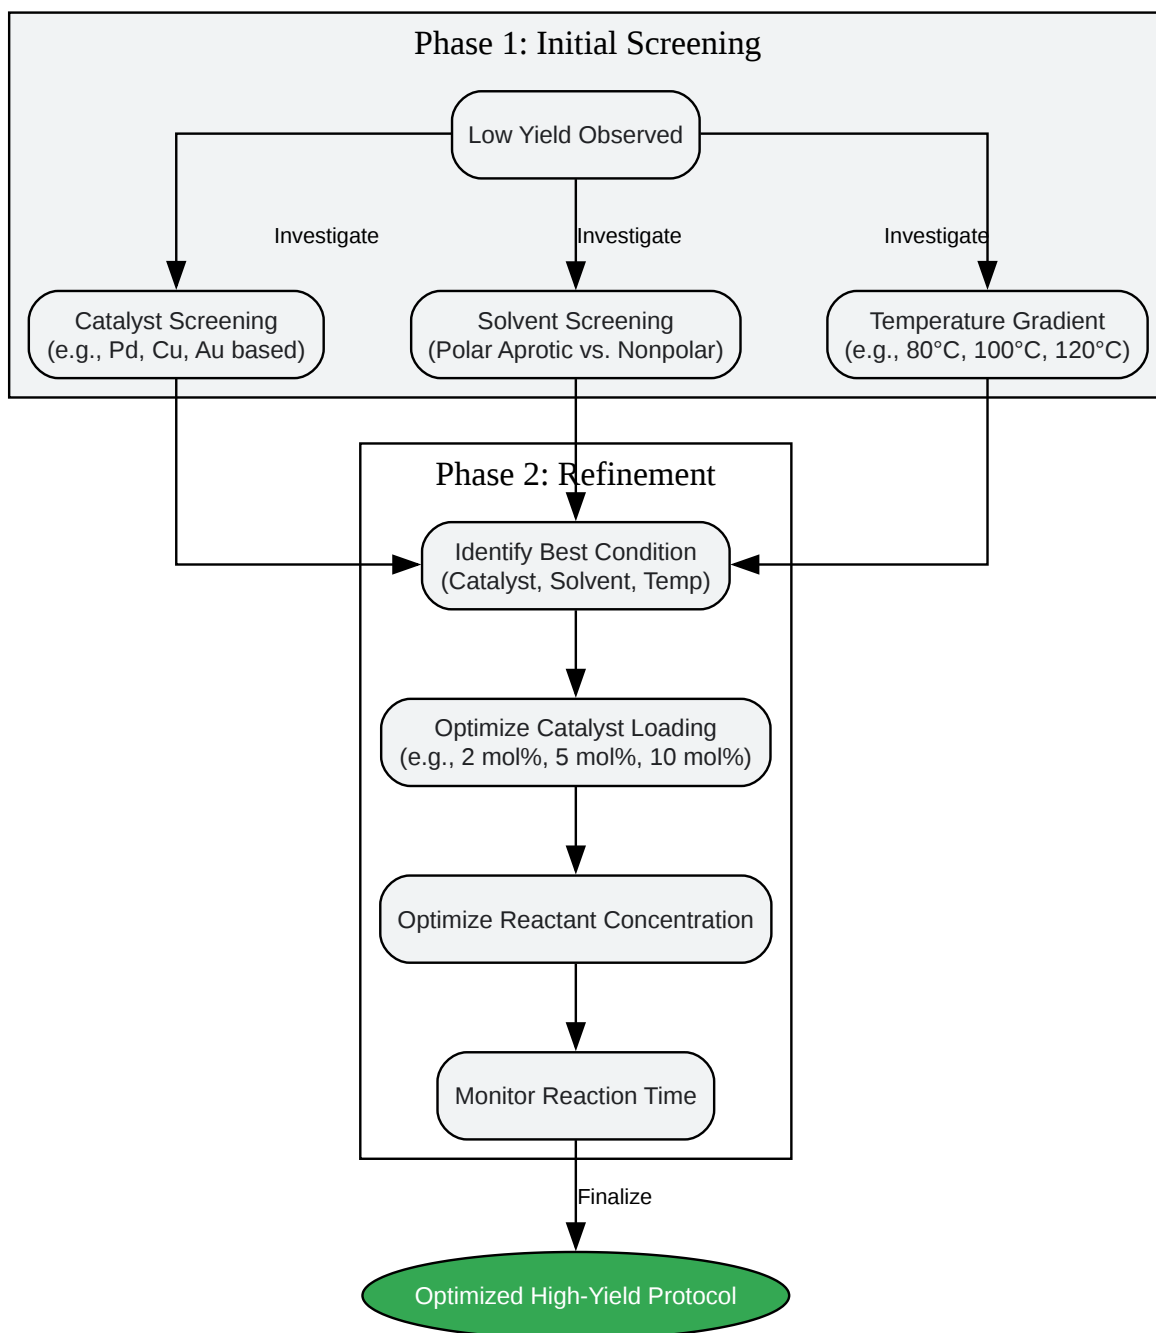 Phase 1: Initial Screening
Low Yield Observed
Investigate
Investigate
Investigate
Catalyst Screening
(e.g., Pd, Cu, Au based)
Solvent Screening
(Polar Aprotic vs. Nonpolar)
Temperature Gradient
(e.g., 80°C, 100°C, 120°C)
Phase 2: Refinement
Identify Best Condition
(Catalyst, Solvent, Temp)
Optimize Catalyst Loading
(e.g., 2 mol%, 5 mol%, 10 mol%)
Optimize Reactant Concentration
Monitor Reaction Time
Finalize
Optimized High-Yield Protocol